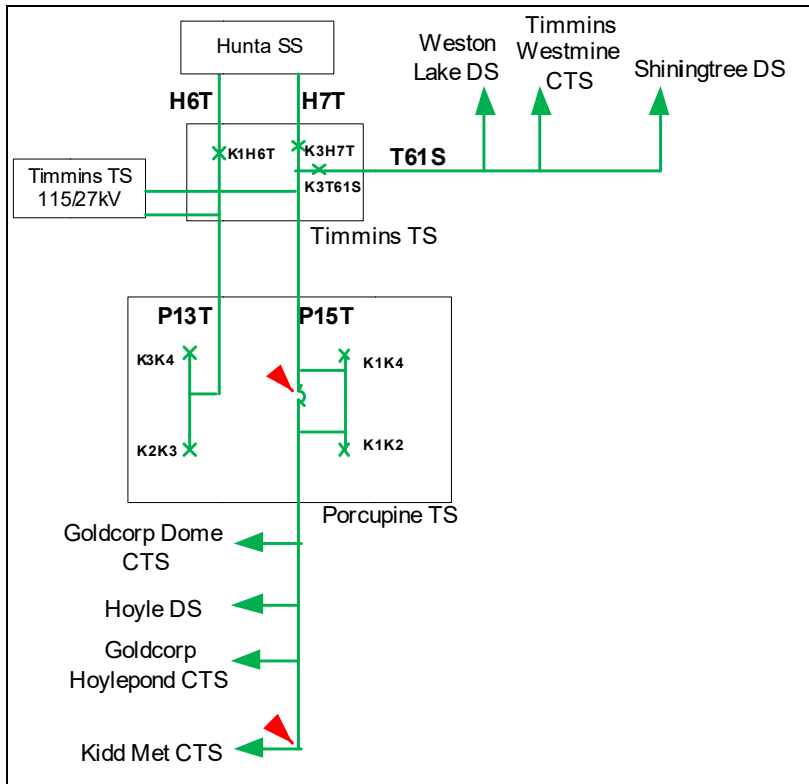 Hunta SS
Weston
Lake DS
Timmins
Westmine
CTS
Shiningtree DS
H6T
H7T
K1H6T
K3H7T
T61S
K3T61S
Timmins TS
115/27kV
Timmins TS
P13T
P15T
K3K4
K1K4
K2K3
K1K2
Porcupine TS
Goldcorp Dome
CTS
Hoyle DS
Goldcorp
Hoylepond CTS
Kidd Met CTS